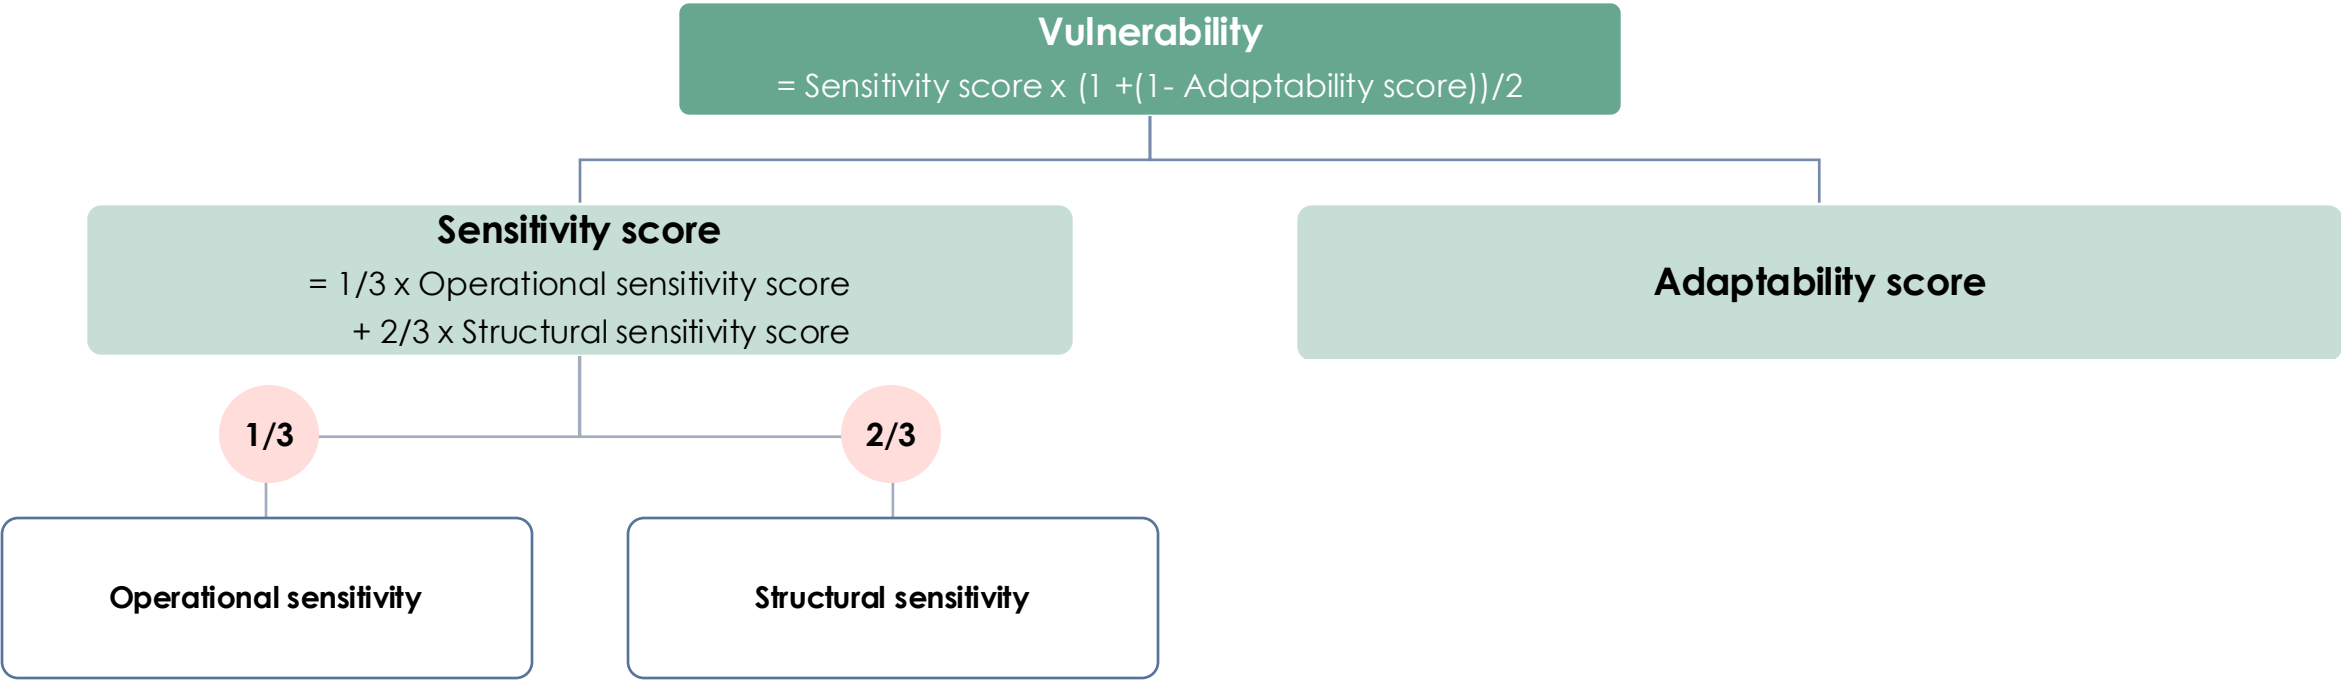 Vulnerability
= Sensitivity score x (1 +(1- Adaptability score))/2
Sensitivity score
= 1/3 x Operational sensitivity score
+ 2/3 x Structural sensitivity score
Adaptability score
1/3
2/3
Operational sensitivity
Structural sensitivity